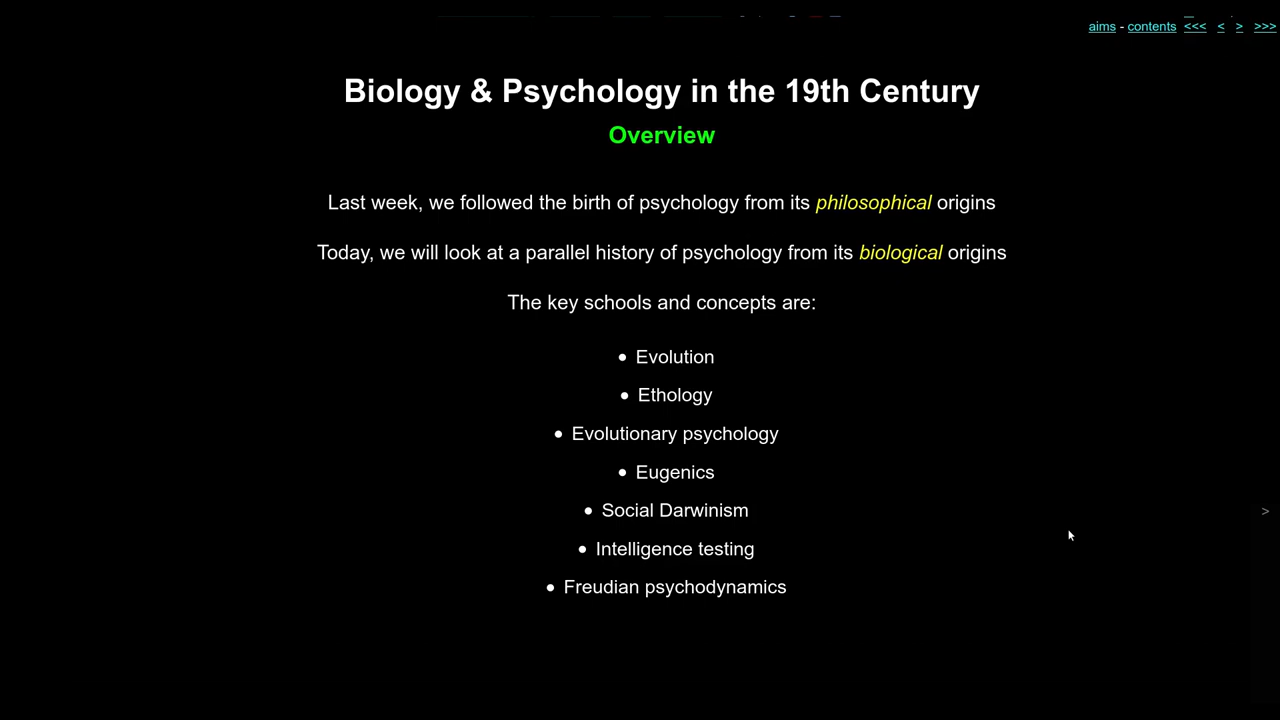 aims - contents <<< < > >>>
Biology & Psychology in the 19th Century
Overview
Last week, we followed the birth of psychology from its philosophical origins
Today, we will look at a parallel history of psychology from its biological origins
The key schools and concepts are:
• Evolution
• Ethology
• Evolutionary psychology
• Eugenics
• Social Darwinism
>
• Intelligence testing
• Freudian psychodynamics